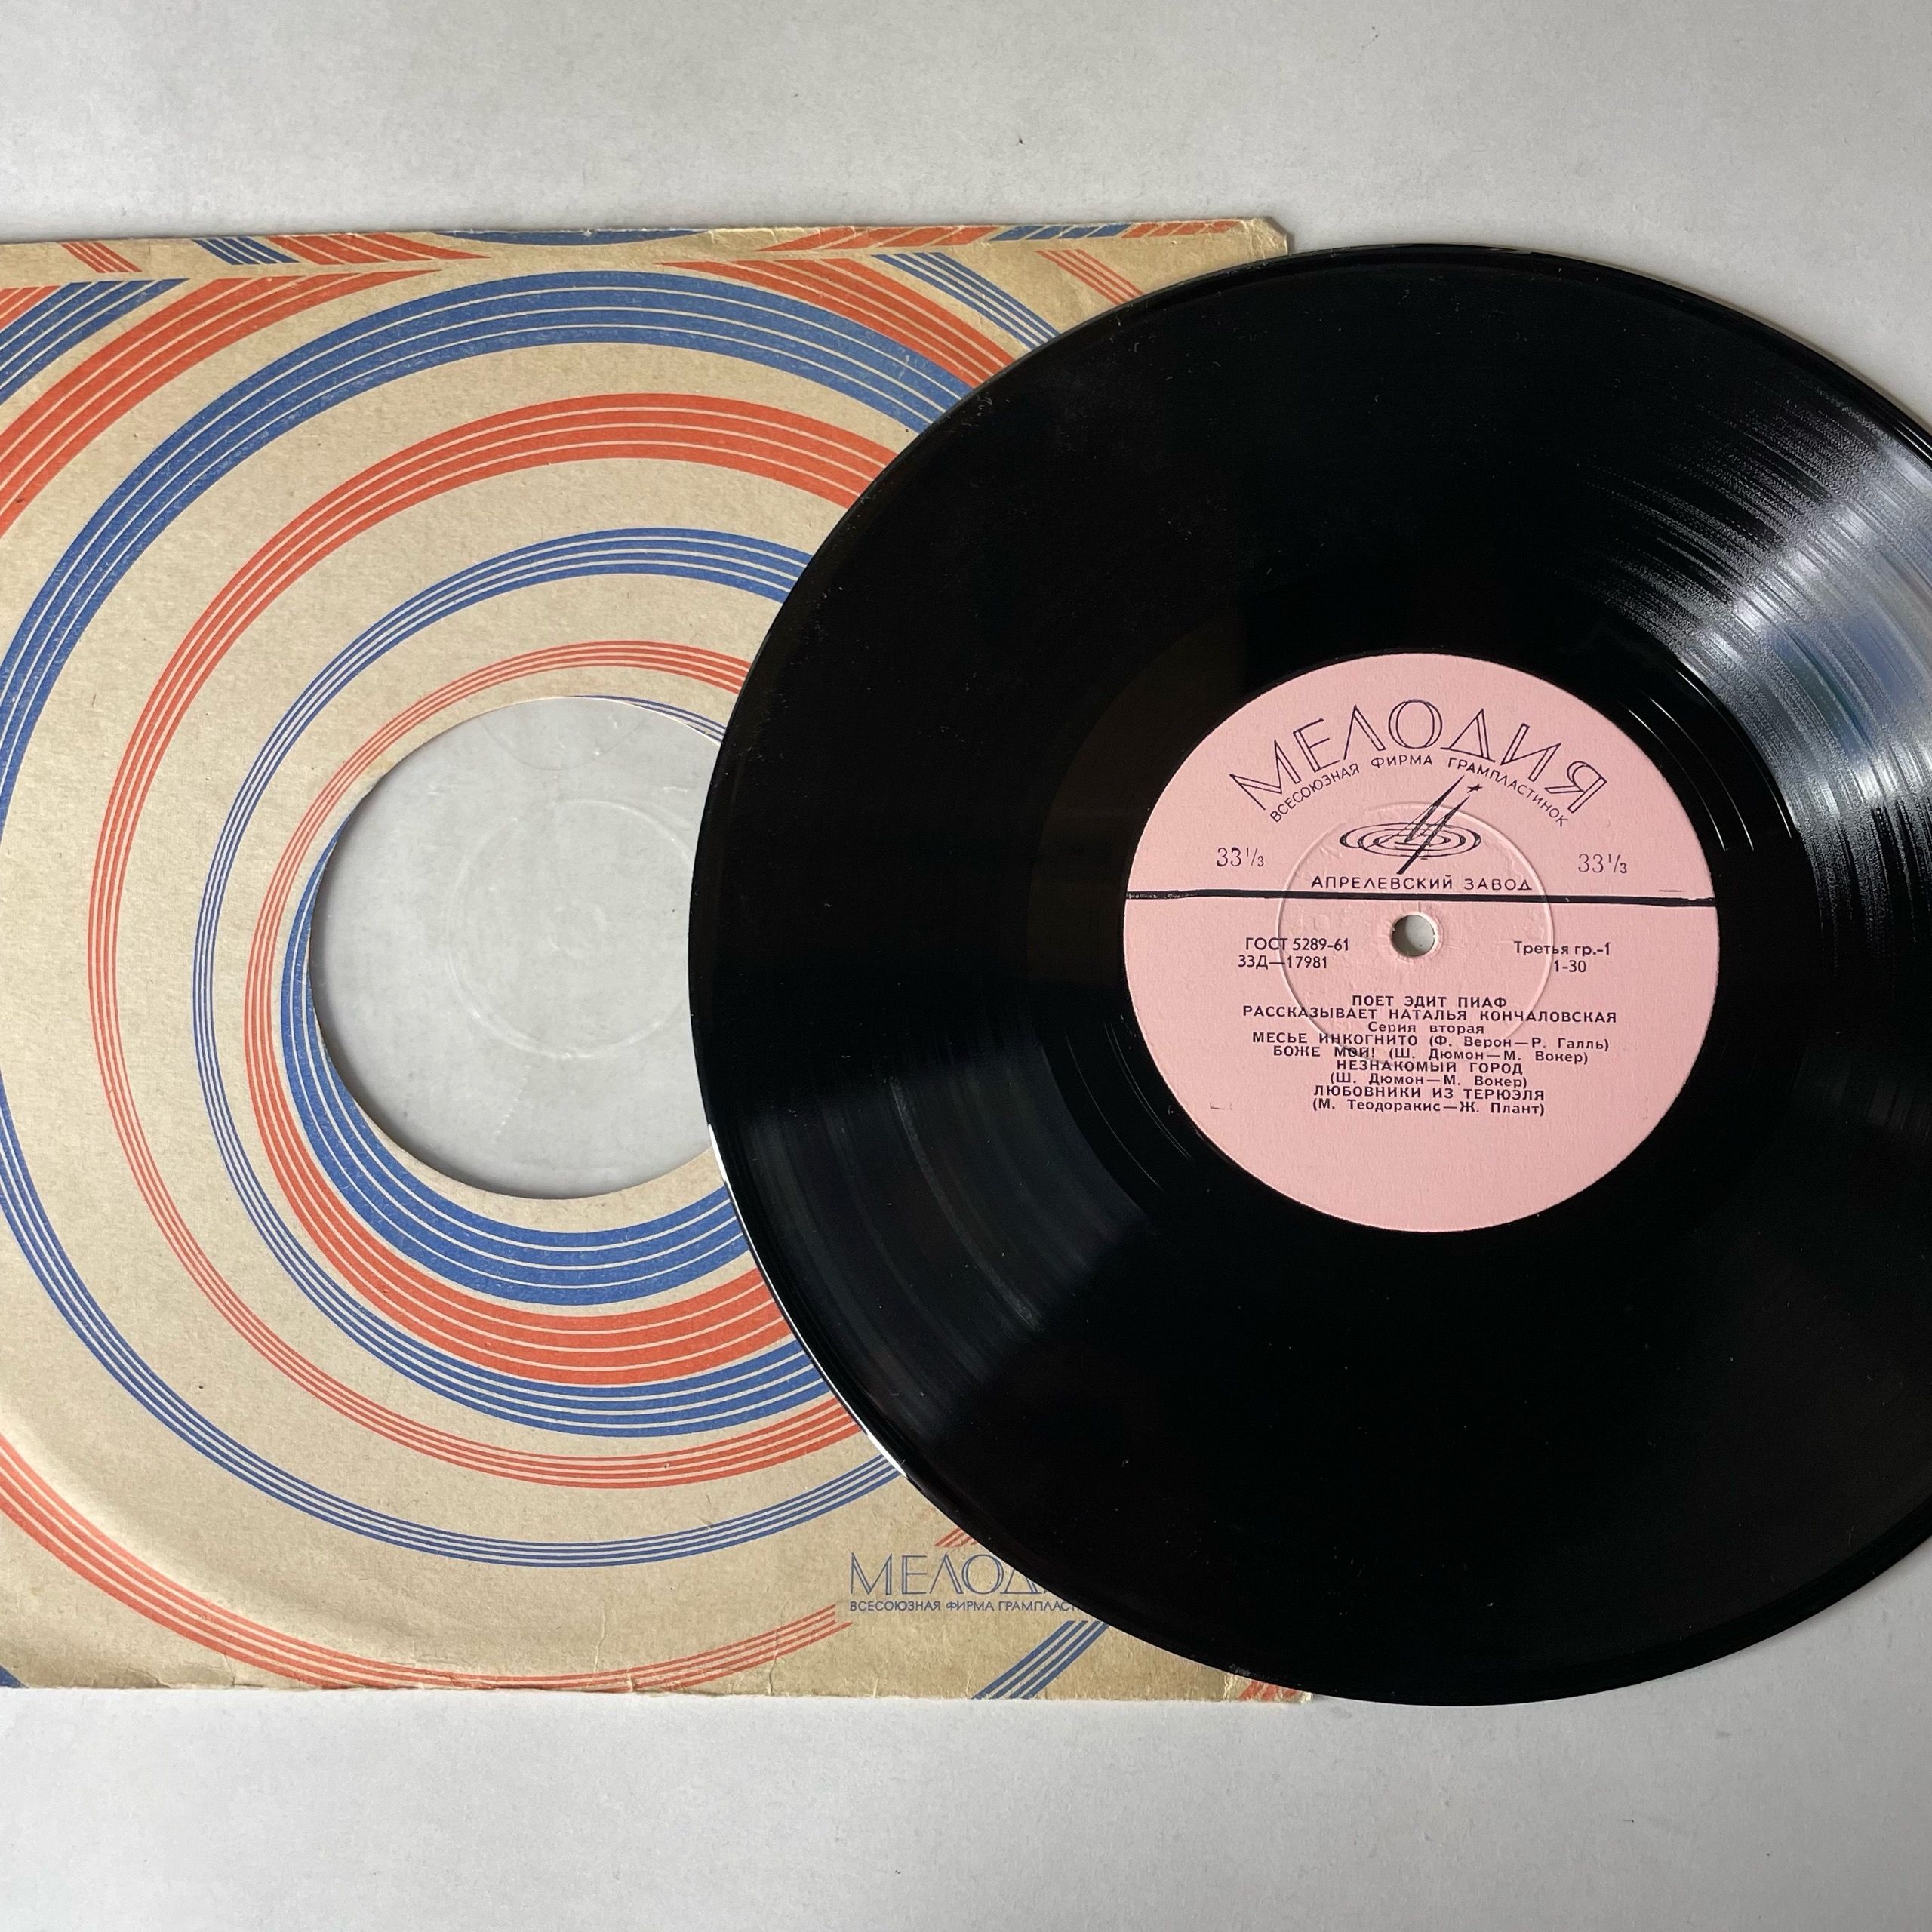 МЕЛОДИЯ
ВСЕСОЮЗНАЯ ФИРМА ГРАМПЛАСТИНОК
33⅓ 33⅓
АПРЕЛЕВСКИЙ ЗАВОД
ГОСТ 5289-61 Третья гр.-1
33Д—17981 1-30
ПОЕТ ЭДИТ ПИАФ
РАССКАЗЫВАЕТ НАТАЛЬЯ КОНЧАЛОВСКАЯ
Серия вторая
МЕСЬЕ ИНКОГНИТО (Ф. Верон—Р. Галль)
БОЖЕ МОЙ! (Ш. Дюмон—М. Вокер)
НЕЗНАКОМЫЙ ГОРОД
(Ш. Дюмон—М. Вокер)
ЛЮБОВНИКИ ИЗ ТЕРЮЭЛЯ
(М. Теодоракис—Ж. Плант)
МЕЛОД
ВСЕСОЮЗНАЯ ФИРМА ГРАМПЛАСТ